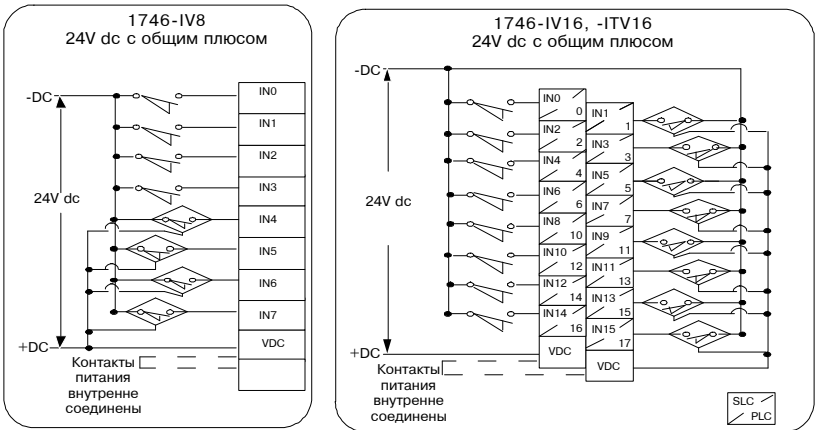 1746-IV8
24V dc с общим плюсом
-DC
24V dc
+DC
IN0
IN1
IN2
IN3
IN4
IN5
IN6
IN7
VDC
Контакты
питания
внутренне
соединены
1746-IV16, -ITV16
24V dc с общим плюсом
-DC
24V dc
+DC
IN0
0
IN1
1
IN2
2
IN3
3
IN4
4
IN5
5
IN6
6
IN7
7
IN8
10
IN9
11
IN10
12
IN11
13
IN12
14
IN13
15
IN14
16
IN15
17
VDC
VDC
Контакты
питания
внутренне
соединены
SLC
PLC